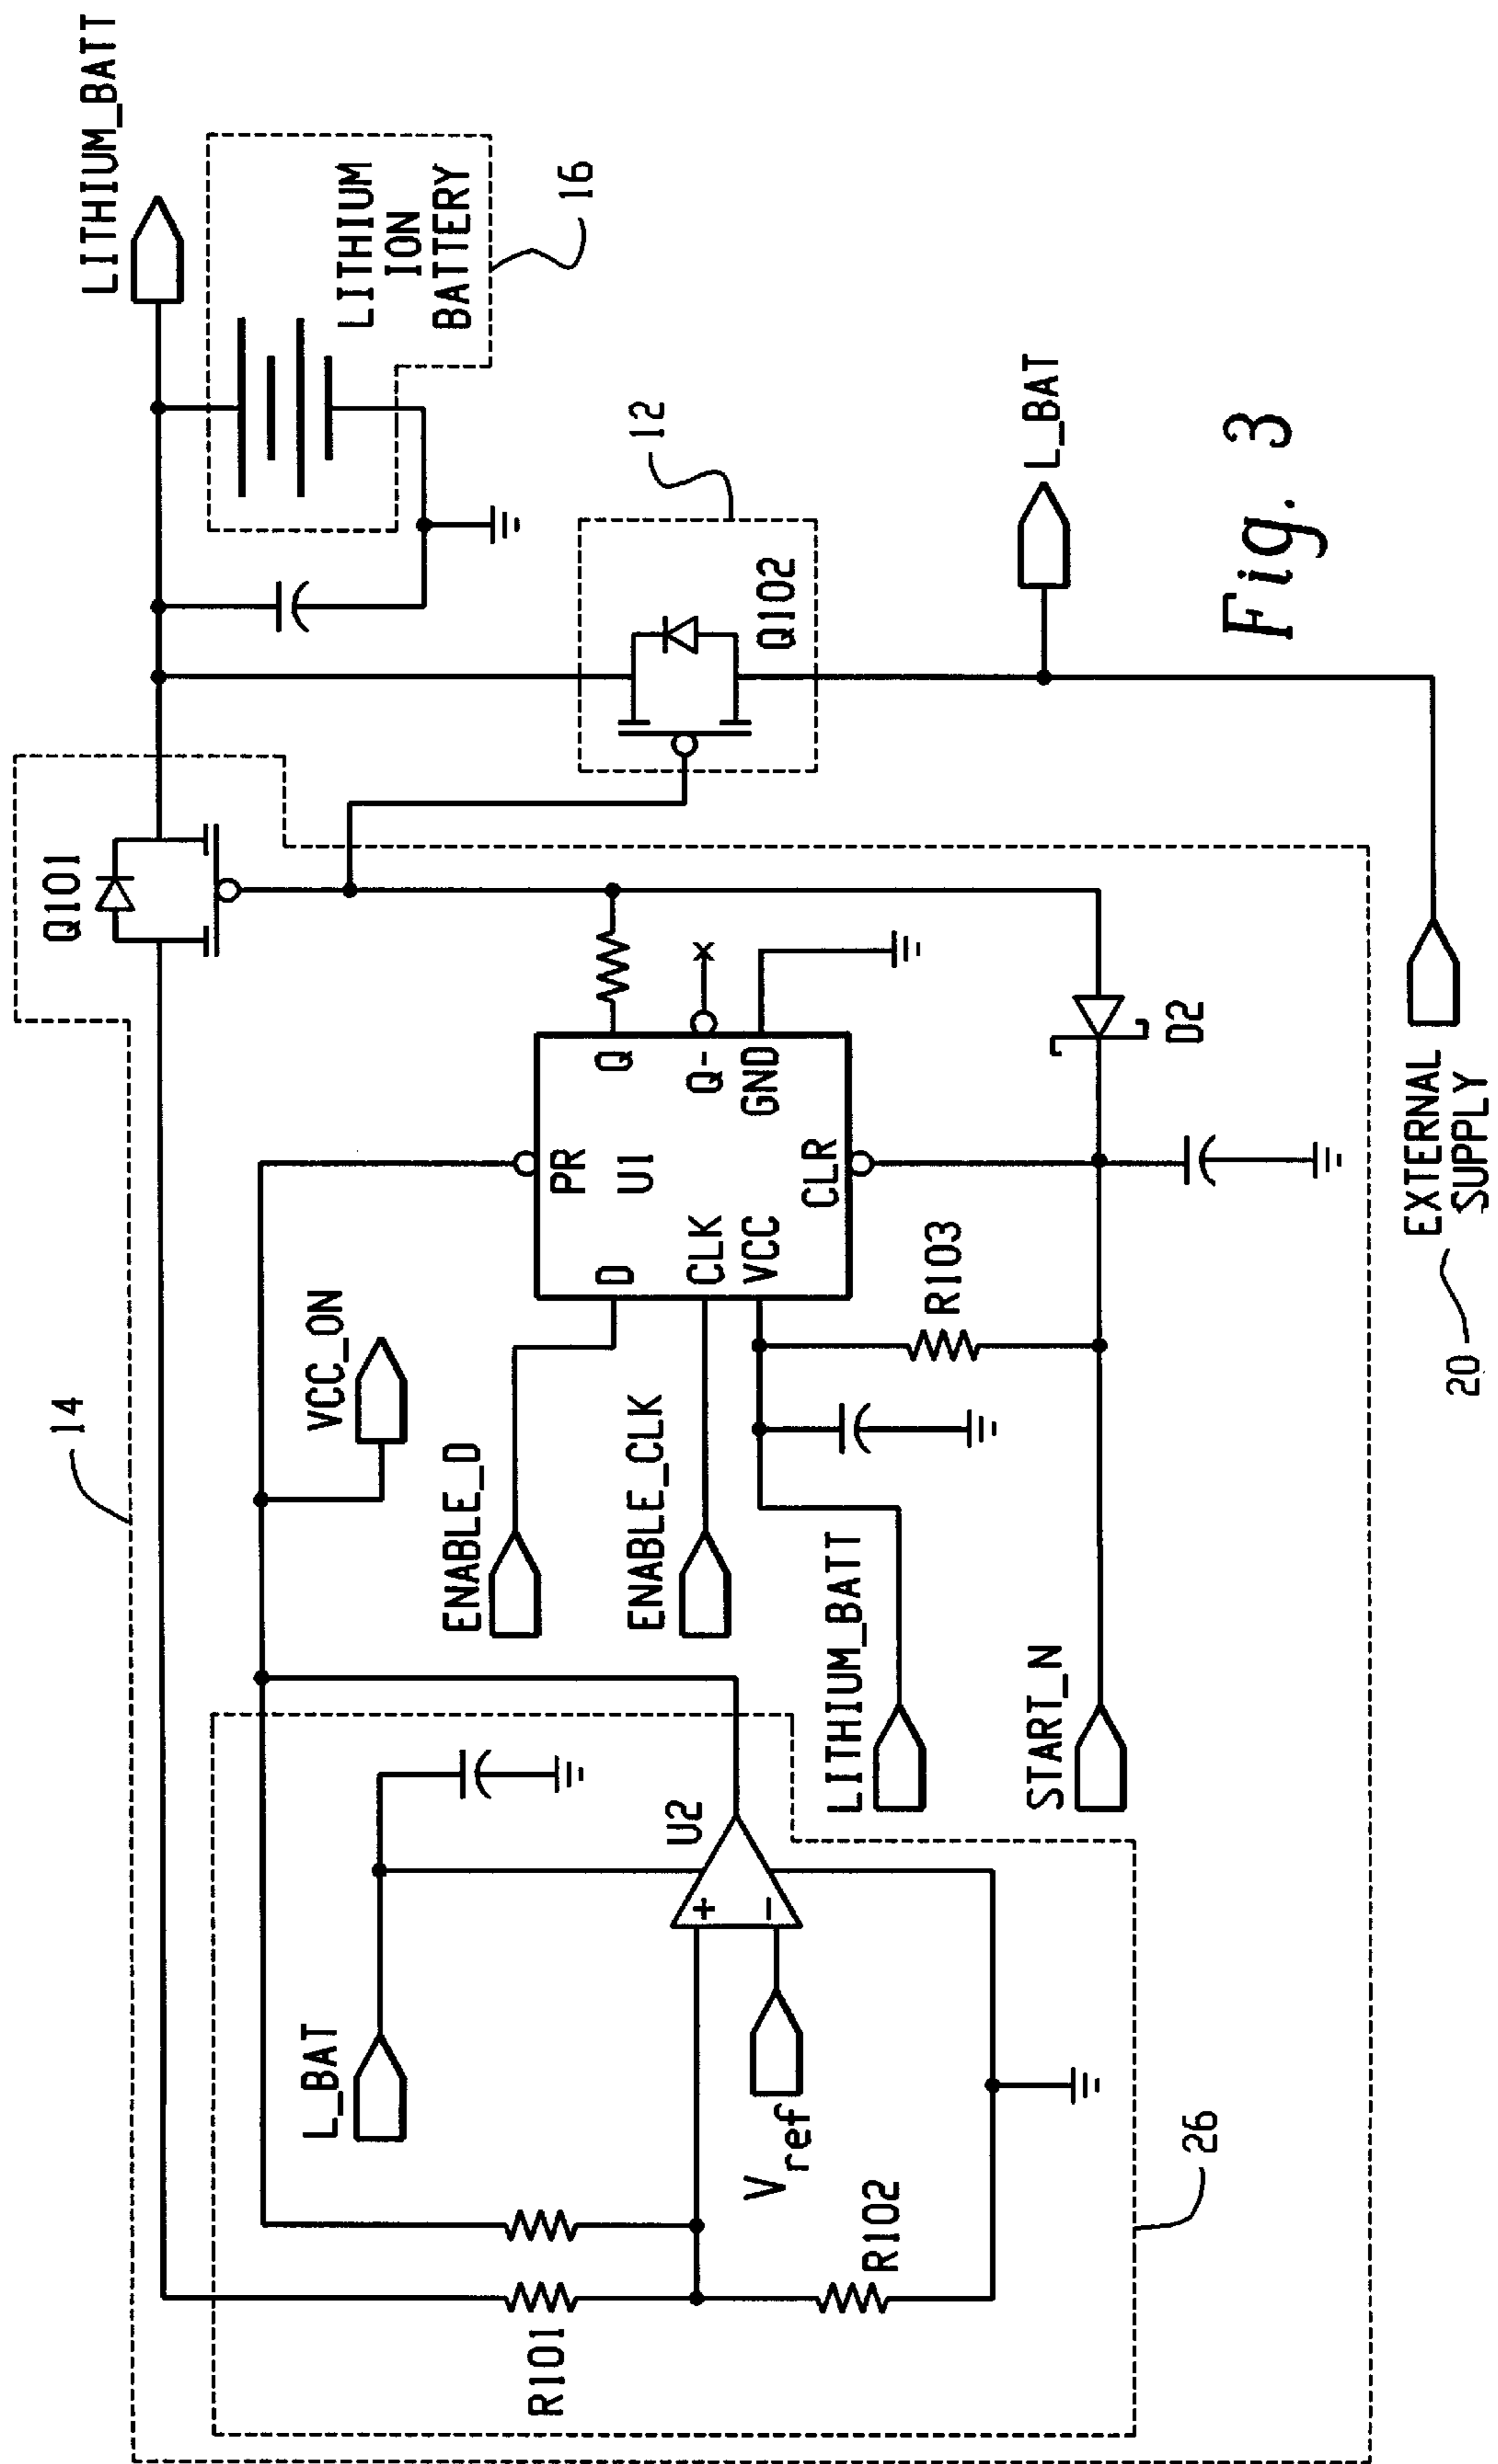 LITHIUM_BATT
LITHIUM
ION
BATTERY
16
12
Q102
L_BAT
Fig. 3
Q101
14
VCC_ON
PR
U1
Q
Q-
GND
D
CLK
VCC
CLR
R103
D2
ENABLE_D
ENABLE_CLK
LITHIUM_BATT
START_N
EXTERNAL
SUPPLY
20
L_BAT
U2
+
-
Vref
R101
R102
26